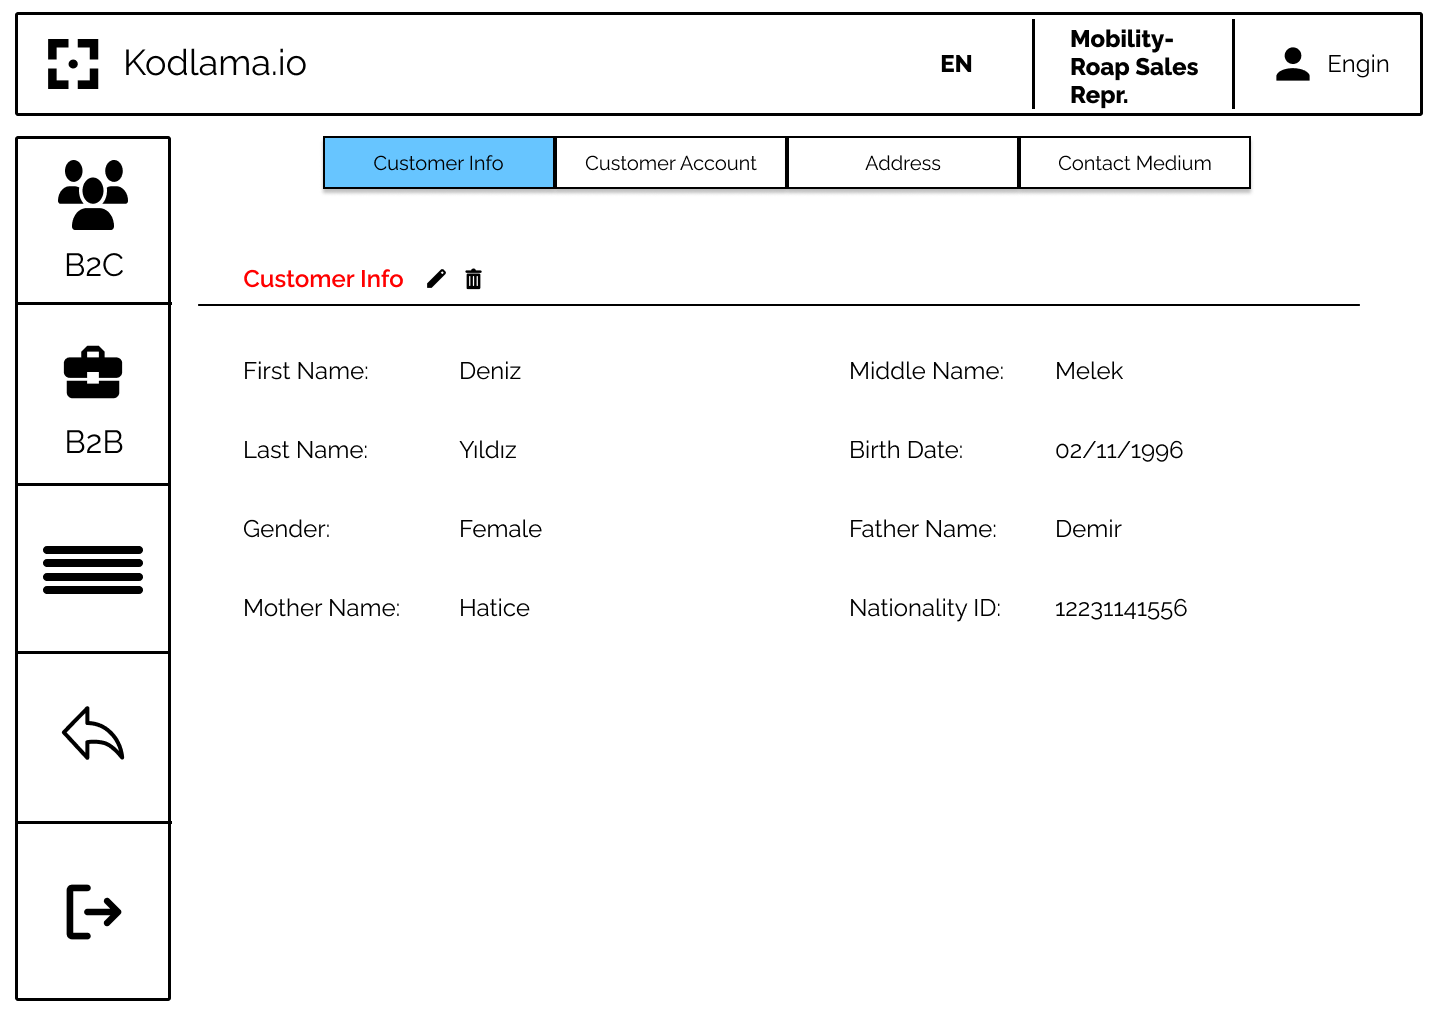 Kodlama.io
EN
Mobility-
Roap Sales
Repr.
Engin
B2C
B2B
Customer Info
Customer Account
Address
Contact Medium
Customer Info
First Name: Deniz
Middle Name: Melek
Last Name: Yıldız
Birth Date: 02/11/1996
Gender: Female
Father Name: Demir
Mother Name: Hatice
Nationality ID: 12231141556